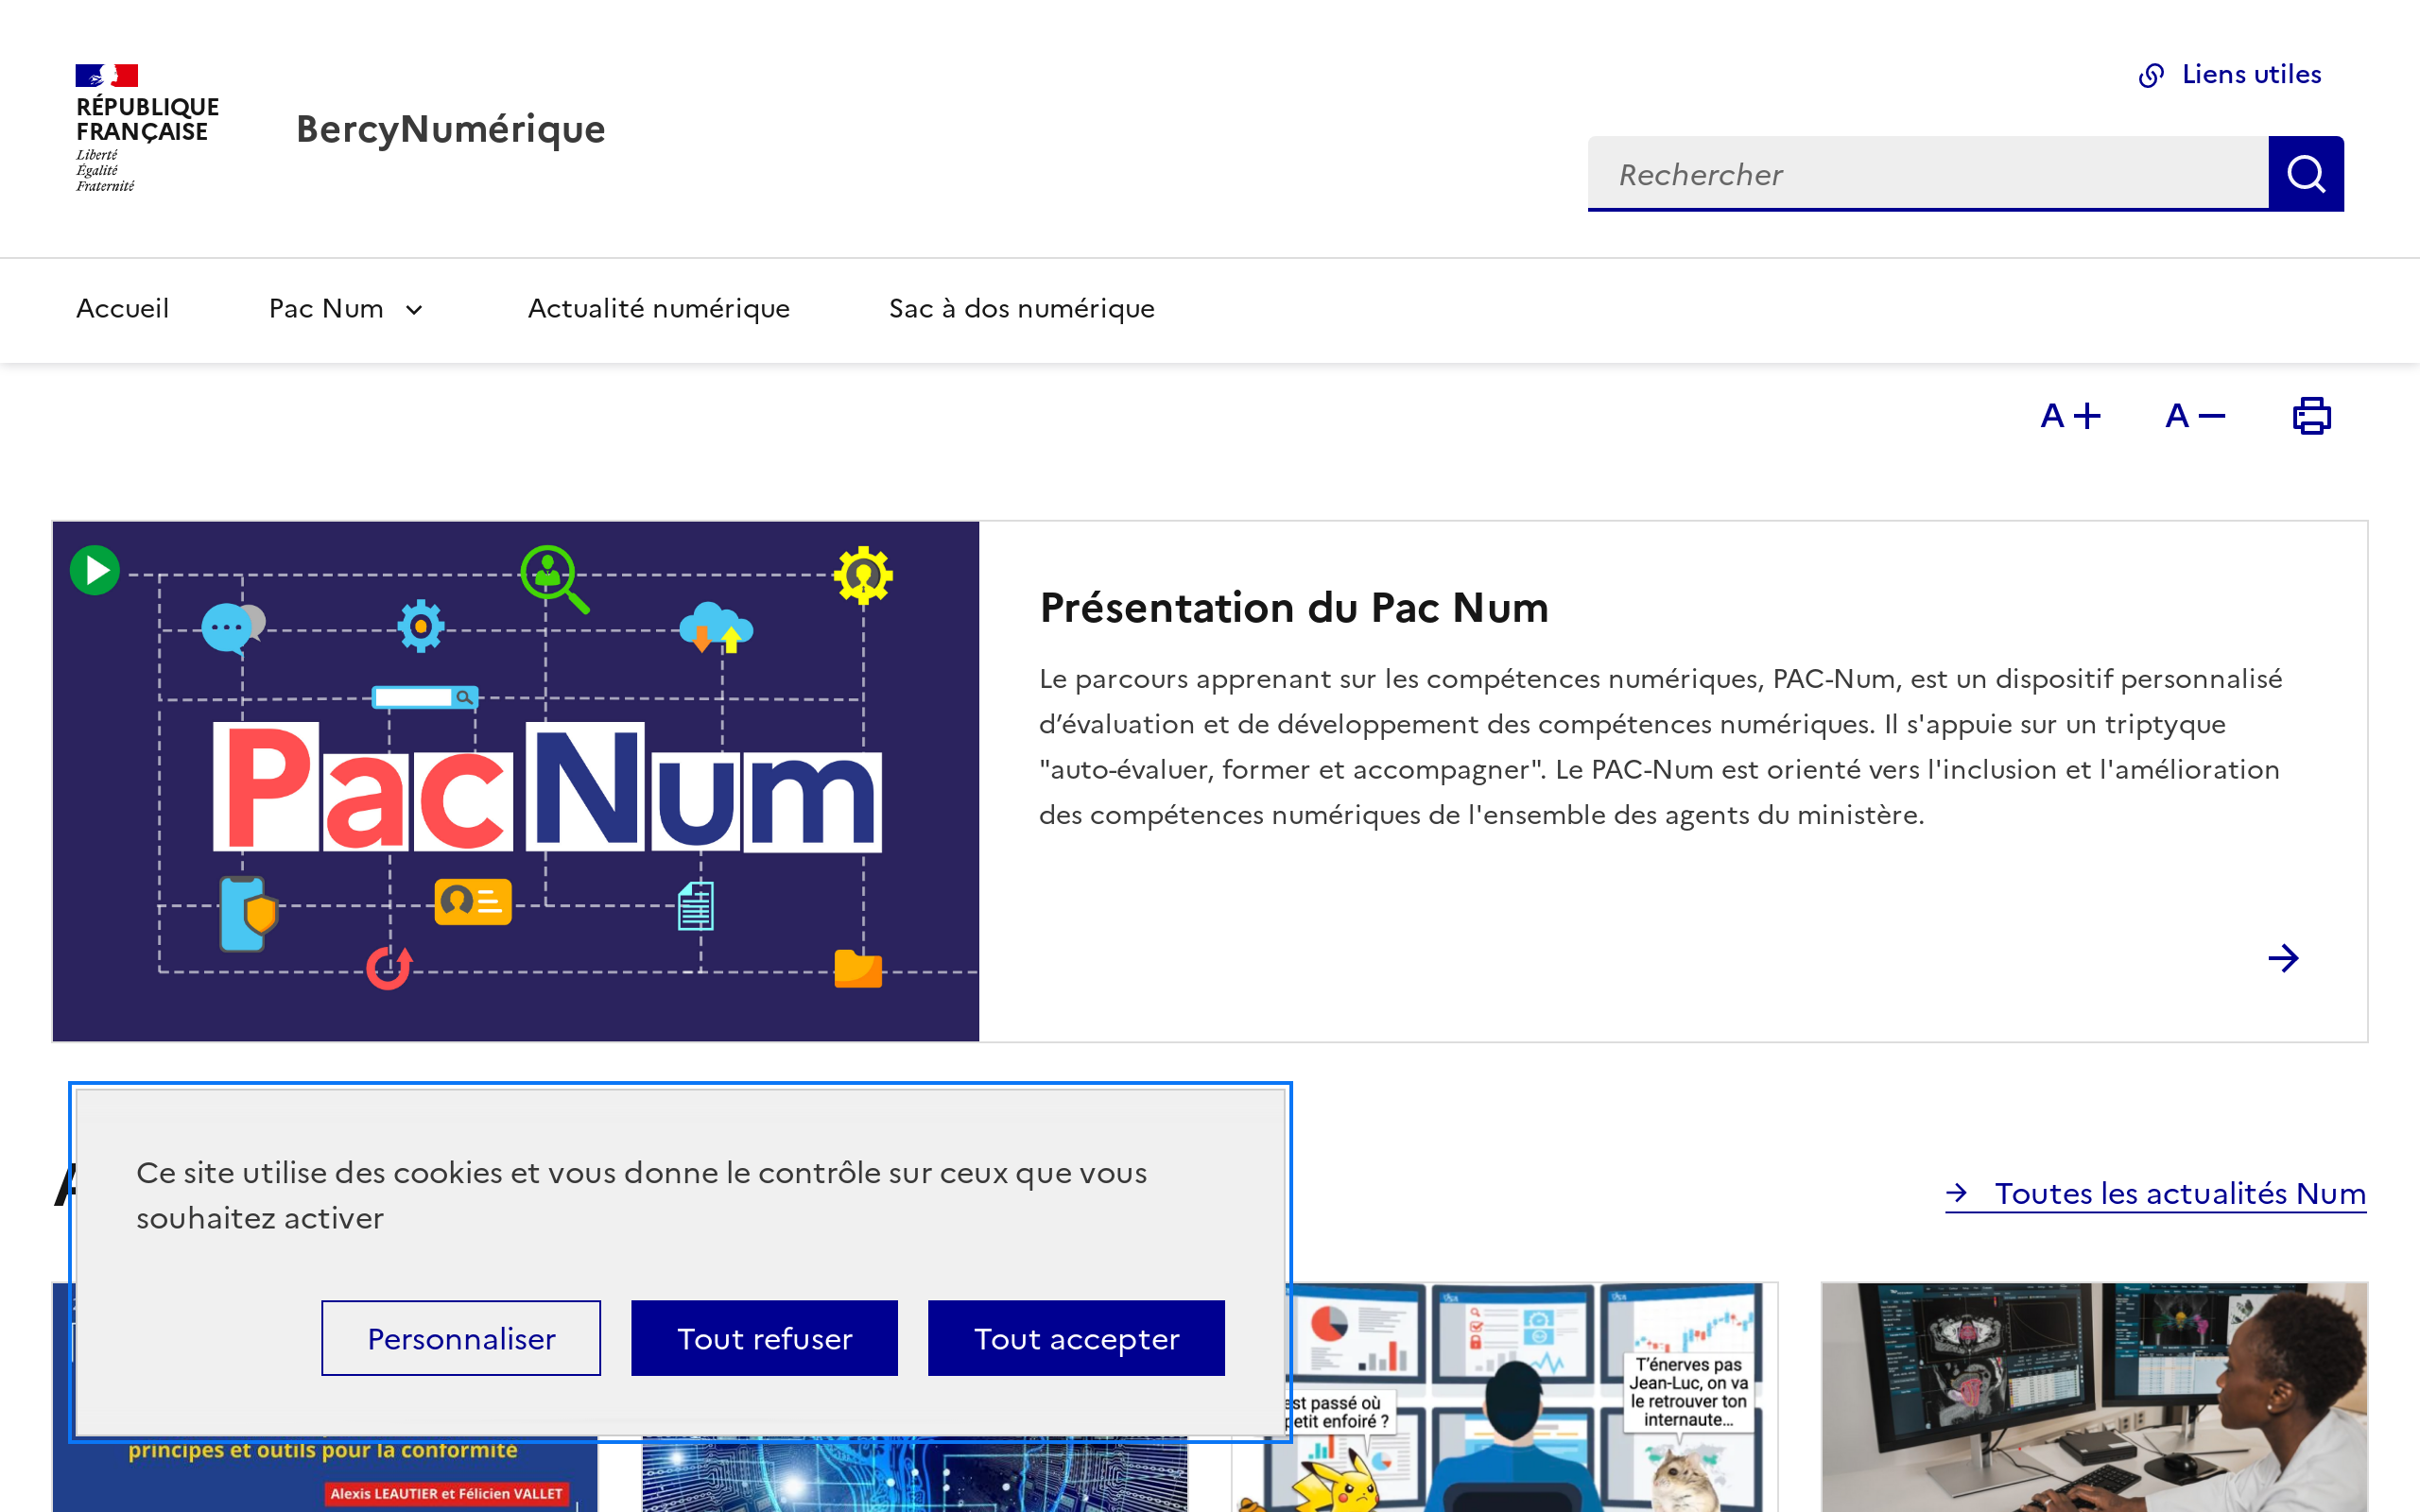 RÉPUBLIQUE
FRANÇAISE
Liberté
Égalité
Fraternité
BercyNumérique
Liens utiles
Rechercher
Accueil
Pac Num
Actualité numérique
Sac à dos numérique
A+
A-
Pac Num
Présentation du Pac Num
Le parcours apprenant sur les compétences numériques, PAC-Num, est un dispositif personnalisé
d’évaluation et de développement des compétences numériques. Il s'appuie sur un triptyque
"auto-évaluer, former et accompagner". Le PAC-Num est orienté vers l'inclusion et l'amélioration
des compétences numériques de l'ensemble des agents du ministère.
Ce site utilise des cookies et vous donne le contrôle sur ceux que vous
souhaitez activer
Personnaliser
Tout refuser
Tout accepter
Toutes les actualités Num
principes et outils pour la conformité
Alexis LEAUTIER et Félicien VALLET
est passé où
petit enfoiré ?
T'énerves pas
Jean-Luc, on va
le retrouver ton
internaute...